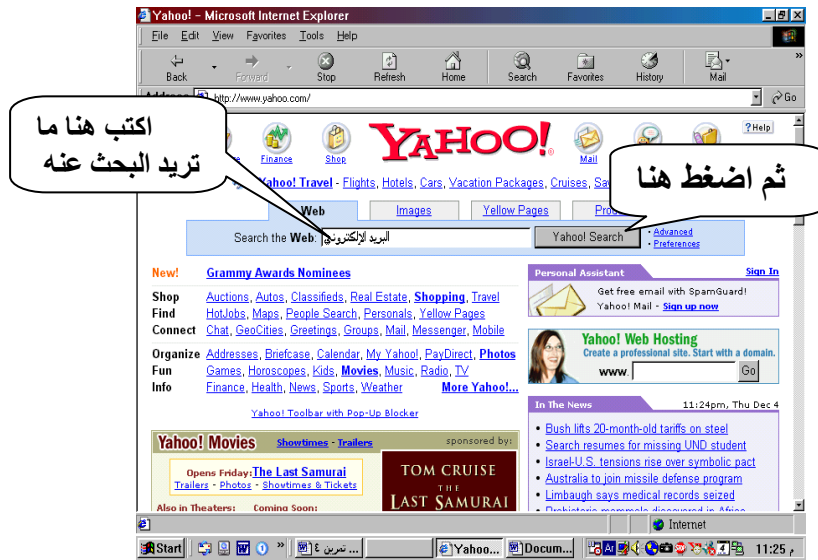 Yahoo! - Microsoft Internet Explorer
File Edit View Favorites Tools Help
Back Forward Stop Refresh Home Search Favorites History Mail »
http://www.yahoo.com/ Go
اكتب هنا ما
تريد البحث عنه
Finance Shop YAHOO! Mail ?Help
ثم اضغط هنا
Yahoo! Travel - Flights, Hotels, Cars, Vacation Packages, Cruises,
Web Images Yellow Pages
Search the Web: البريد الإلكتروني Yahoo! Search · Advanced
· Preferences
New! Grammy Awards Nominees
Shop Auctions, Autos, Classifieds, Real Estate, Shopping, Travel
Find HotJobs, Maps, People Search, Personals, Yellow Pages
Connect Chat, GeoCities, Greetings, Groups, Mail, Messenger, Mobile
Organize Addresses, Briefcase, Calendar, My Yahoo!, PayDirect, Photos
Fun Games, Horoscopes, Kids, Movies, Music, Radio, TV
Info Finance, Health, News, Sports, Weather More Yahoo!...
Yahoo! Toolbar with Pop-Up Blocker
Yahoo! Movies Showtimes - Trailers sponsored by:
Opens Friday: The Last Samurai
Trailers - Photos - Showtimes & Tickets
Also in Theaters: Coming Soon:
TOM CRUISE
THE
LAST SAMURAI
Personal Assistant Sign In
Get free email with SpamGuard!
Yahoo! Mail - Sign up now
Yahoo! Web Hosting
Create a professional site. Start with a domain.
www. Go
In The News 11:24pm, Thu Dec 4
• Bush lifts 20-month-old tariffs on steel
• Search resumes for missing UND student
• Israel-U.S. tensions rise over symbolic pact
• Australia to join missile defense program
• Limbaugh says medical records seized
• Prehistoric mammals discovered in Africa
Internet
Start » تمرين ٤ ... Yahoo... Docum... 11:25 م